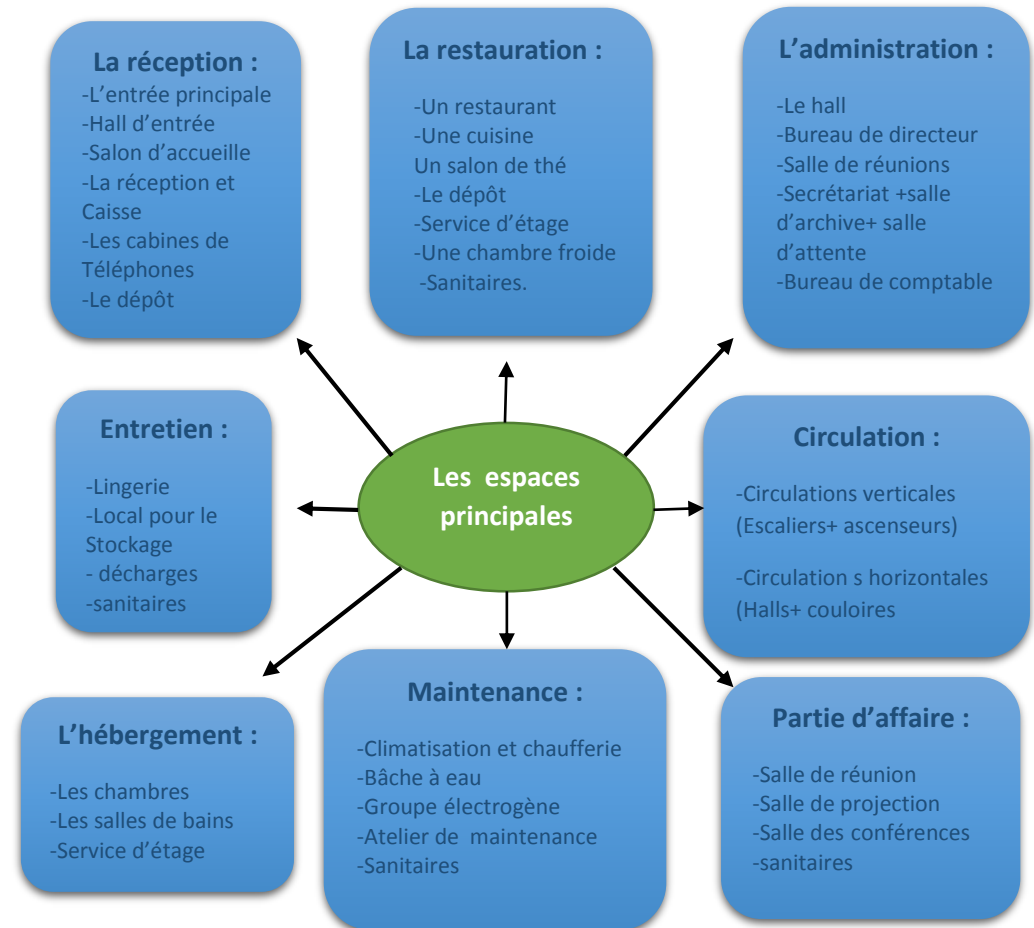 La réception :
-L'entrée principale
-Hall d'entrée
-Salon d'accueille
-La réception et
Caisse
-Les cabines de
Téléphones
-Le dépôt
La restauration :
-Un restaurant
-Une cuisine
Un salon de thé
-Le dépôt
-Service d'étage
-Une chambre froide
-Sanitaires.
L'administration :
-Le hall
-Bureau de directeur
-Salle de réunions
-Secrétariat +salle
d'archive+ salle
d'attente
-Bureau de comptable
Entretien :
-Lingerie
-Local pour le
Stockage
- décharges
-sanitaires
Les espaces
principales
Circulation :
-Circulations verticales
(Escaliers+ ascenseurs)
-Circulation s horizontales
(Halls+ couloires
L'hébergement :
-Les chambres
-Les salles de bains
-Service d'étage
Maintenance :
-Climatisation et chaufferie
-Bâche à eau
-Groupe électrogène
-Atelier de maintenance
-Sanitaires
Partie d'affaire :
-Salle de réunion
-Salle de projection
-Salle des conférences
-sanitaires